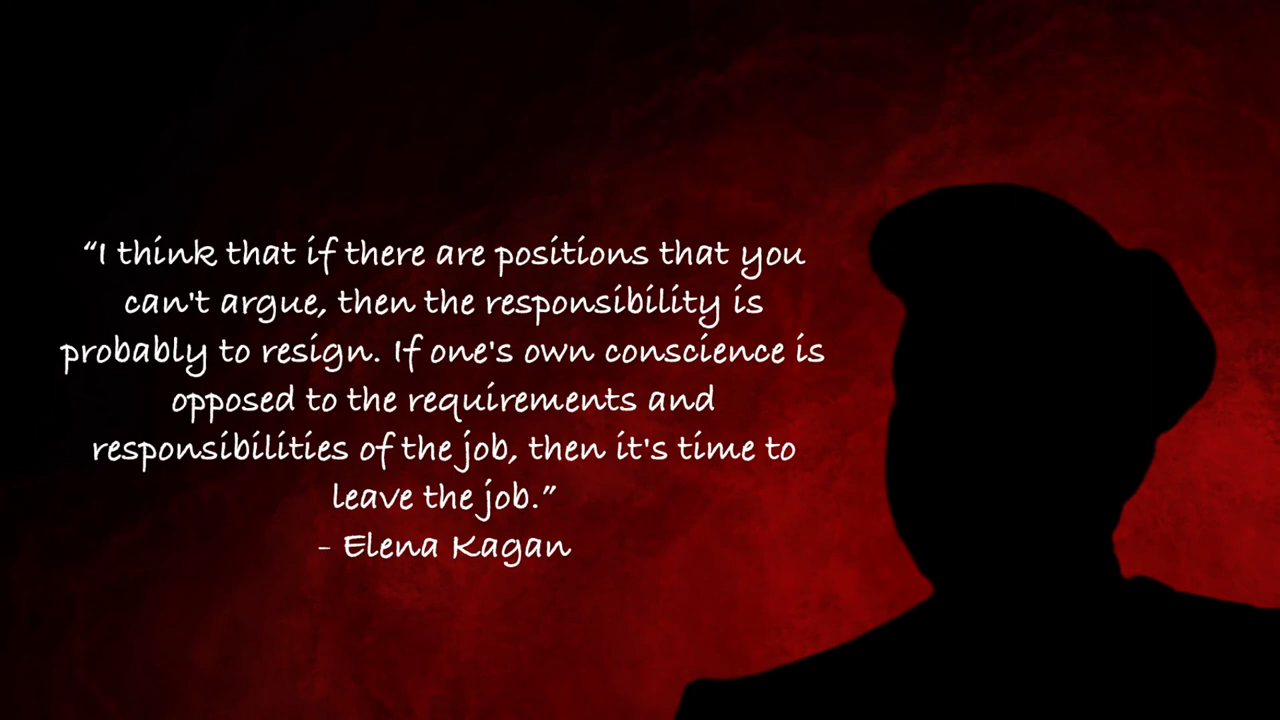 “I think that if there are positions that you
can't argue, then the responsibility is
probably to resign. If one's own conscience is
opposed to the requirements and
responsibilities of the job, then it's time to
leave the job.”
- Elena Kagan